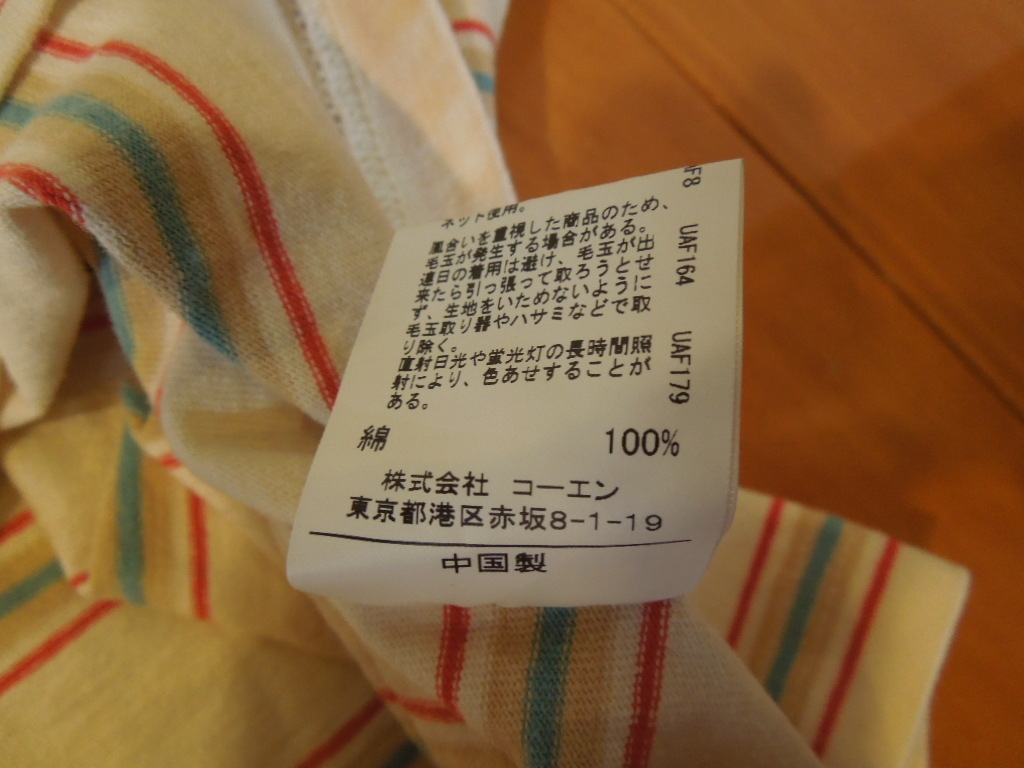 ネット使用。
風合いを重視した商品のため、
毛玉が発生する場合がある。
連日の着用は避け、毛玉が出
来たら引っ張って取ろうとせ
ず、生地をいためないように
毛玉取り器やハサミなどで取
り除く。
直射日光や蛍光灯の長時間照
射により、色あせすることが
ある。
UAF164
UAF179
綿 100%
株式会社 コーエン
東京都港区赤坂8-1-19
中国製